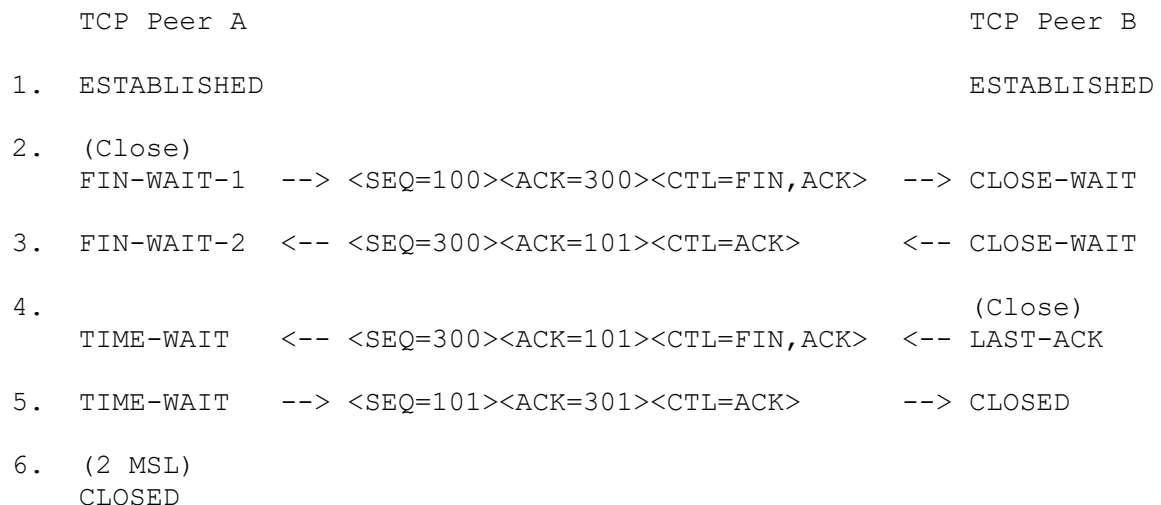 TCP Peer A                                           TCP Peer B
1.  ESTABLISHED                                          ESTABLISHED
2.  (Close)
FIN-WAIT-1  --> <SEQ=100><ACK=300><CTL=FIN,ACK>  --> CLOSE-WAIT
3.  FIN-WAIT-2  <-- <SEQ=300><ACK=101><CTL=ACK>      <-- CLOSE-WAIT
4.                                                       (Close)
TIME-WAIT   <-- <SEQ=300><ACK=101><CTL=FIN,ACK>  <-- LAST-ACK
5.  TIME-WAIT   --> <SEQ=101><ACK=301><CTL=ACK>      --> CLOSED
6.  (2 MSL)
CLOSED